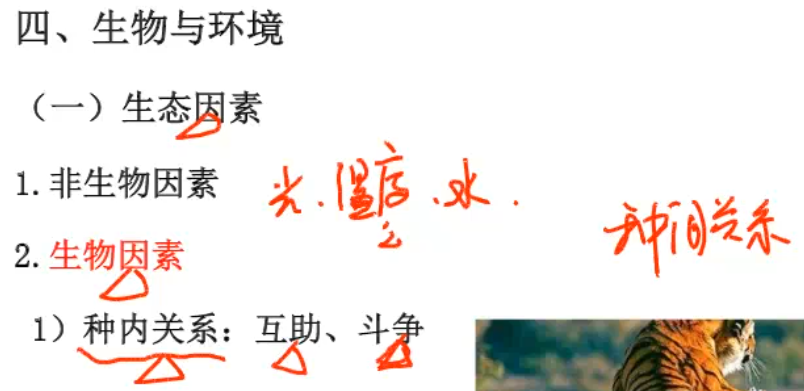 四、生物与环境
（一）生态因素
1.非生物因素 光、温度、水.
种间关系
2.生物因素
1）种内关系：互助、斗争